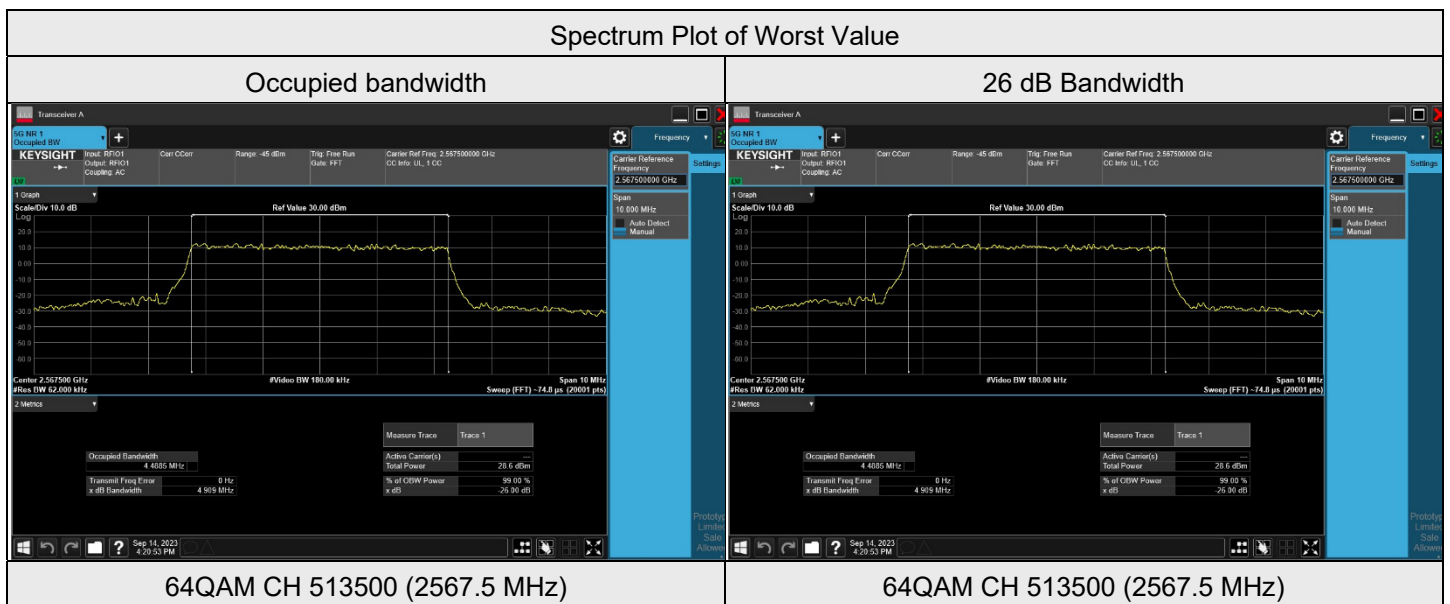 Spectrum Plot of Worst Value
Occupied bandwidth
26 dB Bandwidth
Transceiver A
5G NR 1
Occupied BW
+
Frequency
KEYSIGHT
Input: RFIO1
Output: RFIO1
Coupling: AC
Corr CCorr
Range: -45 dBm
Trig: Free Run
Gate: FFT
Carrier Ref Freq: 2.567500000 GHz
CC Info: UL, 1 CC
Carrier Reference
Frequency
2.567500000 GHz
Settings
Span
10.000 MHz
Auto Detect
Manual
1 Graph
Scale/Div 10.0 dB
Ref Value 30.00 dBm
Log
20.0
10.0
0.00
-10.0
-20.0
-30.0
-40.0
-50.0
-60.0
Center 2.567500 GHz
#Video BW 180.00 kHz
Span 10 MHz
#Res BW 62.000 kHz
Sweep (FFT) ~74.8 µs (20001 pts)
2 Metrics
Measure Trace
Trace 1
Occupied Bandwidth
4.4885 MHz
Active Carrier(s)
---
Total Power
28.6 dBm
Transmit Freq Error
0 Hz
% of OBW Power
99.00 %
x dB Bandwidth
4.909 MHz
x dB
-26.00 dB
Prototyp
Limited
Sale
Allowe
?
Sep 14, 2023
4:20:53 PM
Transceiver A
5G NR 1
Occupied BW
+
Frequency
KEYSIGHT
Input: RFIO1
Output: RFIO1
Coupling: AC
Corr CCorr
Range: -45 dBm
Trig: Free Run
Gate: FFT
Carrier Ref Freq: 2.567500000 GHz
CC Info: UL, 1 CC
Carrier Reference
Frequency
2.567500000 GHz
Settings
Span
10.000 MHz
Auto Detect
Manual
1 Graph
Scale/Div 10.0 dB
Ref Value 30.00 dBm
Log
20.0
10.0
0.00
-10.0
-20.0
-30.0
-40.0
-50.0
-60.0
Center 2.567500 GHz
#Video BW 180.00 kHz
Span 10 MHz
#Res BW 62.000 kHz
Sweep (FFT) ~74.8 µs (20001 pts)
2 Metrics
Measure Trace
Trace 1
Occupied Bandwidth
4.4885 MHz
Active Carrier(s)
---
Total Power
28.6 dBm
Transmit Freq Error
0 Hz
% of OBW Power
99.00 %
x dB Bandwidth
4.909 MHz
x dB
-26.00 dB
Prototyp
Limited
Sale
Allowe
?
Sep 14, 2023
4:20:53 PM
64QAM CH 513500 (2567.5 MHz)
64QAM CH 513500 (2567.5 MHz)